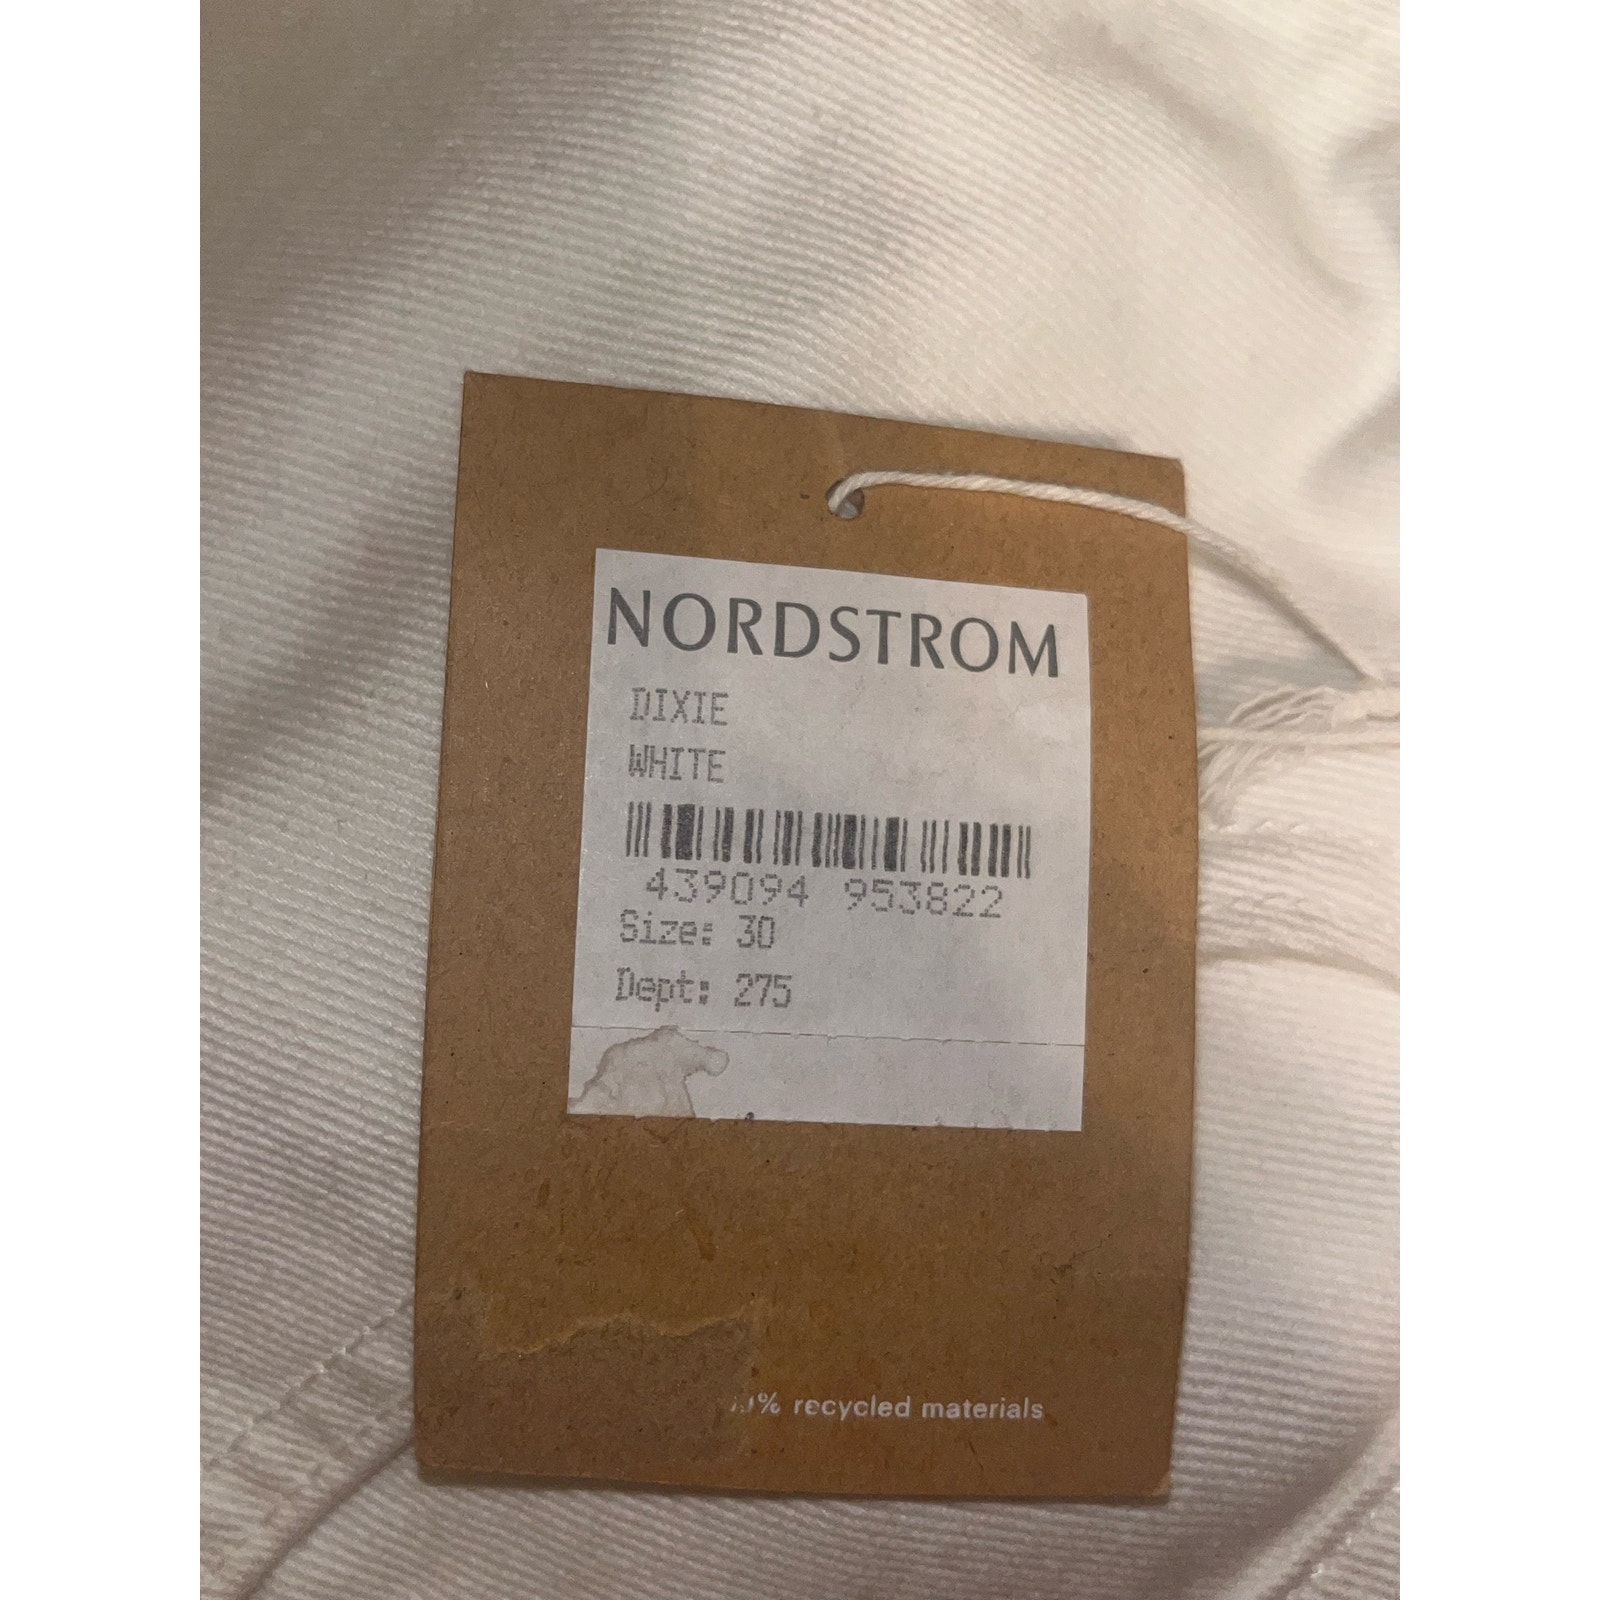 NORDSTROM
DIXIE
WHITE
439094 953822
Size: 30
Dept: 275
recycled materials